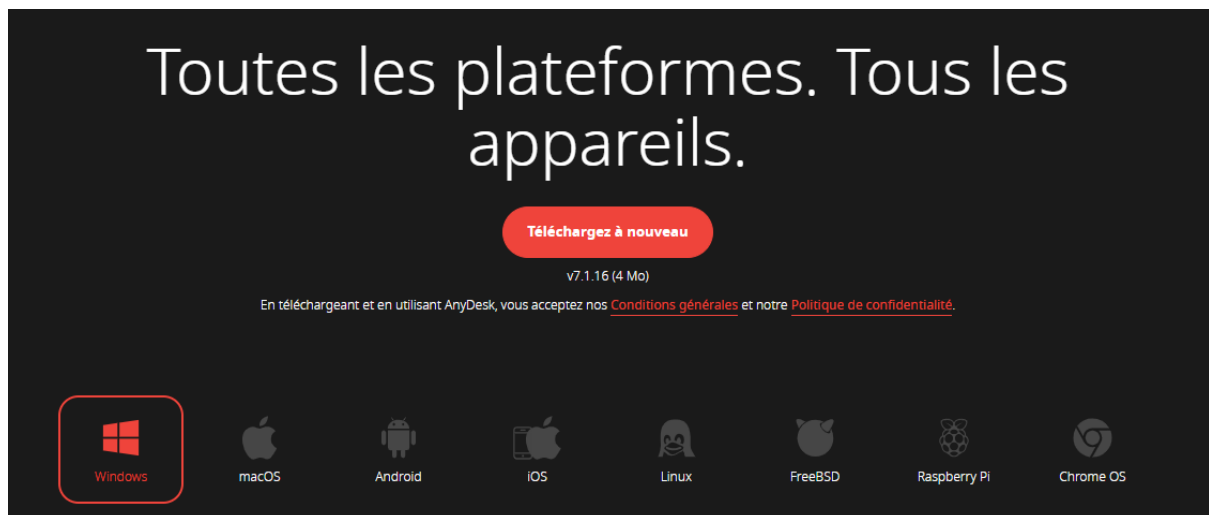 Toutes les plateformes. Tous les
appareils.
Téléchargez à nouveau
v7.1.16 (4 Mo)
En téléchargeant et en utilisant AnyDesk, vous acceptez nos Conditions générales et notre Politique de confidentialité.
Windows macOS Android iOS Linux FreeBSD Raspberry Pi Chrome OS